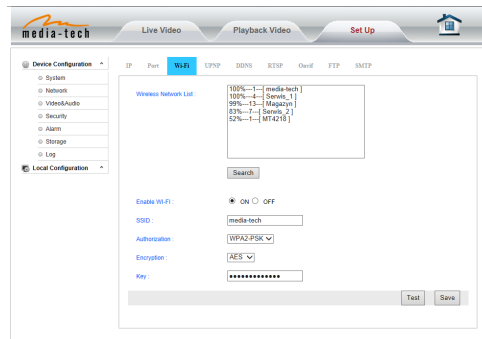 media-tech
Live Video
Playback Video
Set Up
Device Configuration
System
Network
Video&Audio
Security
Alarm
Storage
Log
Local Configuration
IP Port Wi-Fi UPNP DDNS RTSP Onvif FTP SMTP
Wireless Network List :
100%---1---[ media-tech ]
100%---4---[ Serwis_1 ]
99%---13---[ Magazyn ]
83%---7---[ Serwis_2 ]
52%---1---[ MT4218 ]
Search
Enable Wi-Fi : ON OFF
SSID : media-tech
Authorization : WPA2-PSK
Encryption : AES
Key : •••••••••••••
Test Save